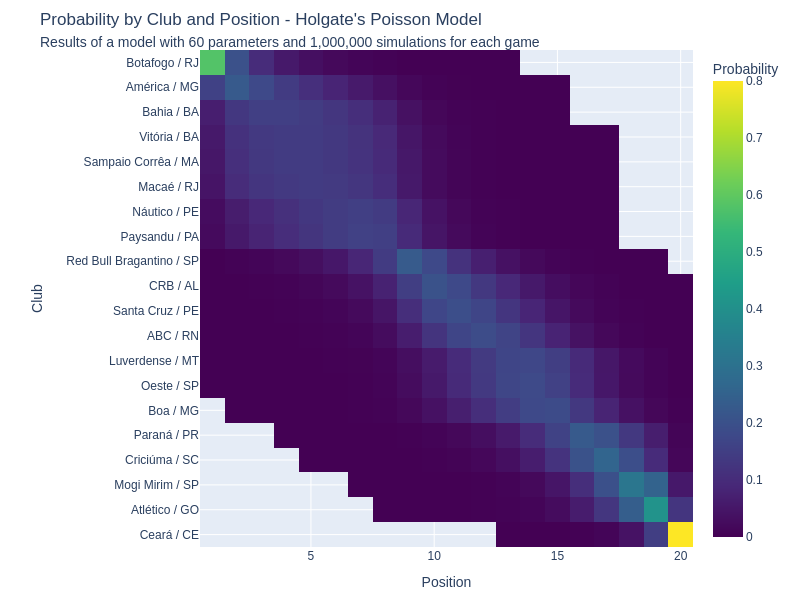 Probability by Club and Position - Holgate's Poisson Model
Results of a model with 60 parameters and 1,000,000 simulations for each game
Botafogo / RJ
América / MG
Bahia / BA
Vitória / BA
Sampaio Corrêa / MA
Macaé / RJ
Náutico / PE
Paysandu / PA
Red Bull Bragantino / SP
CRB / AL
Santa Cruz / PE
ABC / RN
Luverdense / MT
Oeste / SP
Boa / MG
Paraná / PR
Criciúma / SC
Mogi Mirim / SP
Atlético / GO
Ceará / CE
Club
5
10
15
20
Position
Probability
0.8
0.7
0.6
0.5
0.4
0.3
0.2
0.1
0